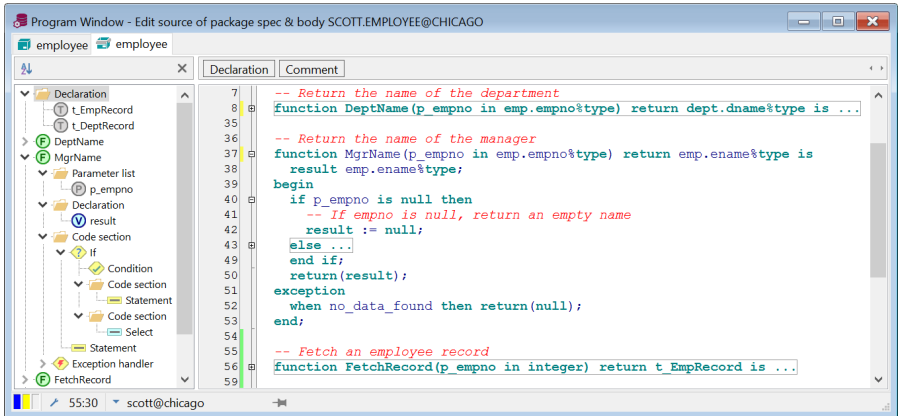 Program Window - Edit source of package spec & body SCOTT.EMPLOYEE@CHICAGO
employee employee
Declaration Comment
Declaration
T t_EmpRecord
T t_DeptRecord
F DeptName
F MgrName
Parameter list
P p_empno
Declaration
V result
Code section
? If
Condition
Code section
Statement
Code section
Select
Statement
Exception handler
F FetchRecord
7 -- Return the name of the department
8 function DeptName(p_empno in emp.empno%type) return dept.dname%type is ...
35
36 -- Return the name of the manager
37 function MgrName(p_empno in emp.empno%type) return emp.ename%type is
38 result emp.ename%type;
39 begin
40 if p_empno is null then
41 -- If empno is null, return an empty name
42 result := null;
43 else ...
49 end if;
50 return(result);
51 exception
52 when no_data_found then return(null);
53 end;
54
55 -- Fetch an employee record
56 function FetchRecord(p_empno in integer) return t_EmpRecord is ...
59
55:30 scott@chicago